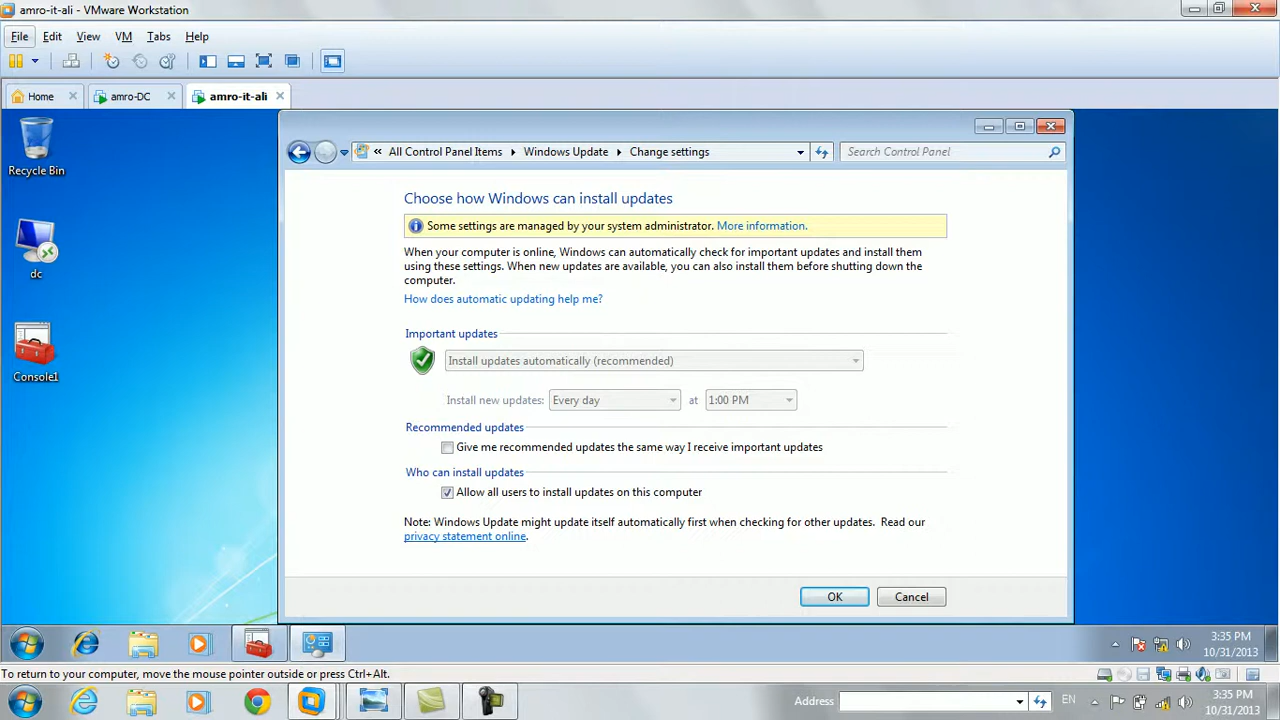 amro-it-ali - VMware Workstation
File Edit View VM Tabs Help
Home amro-DC amro-it-ali
Recycle Bin
dc
Console1
« All Control Panel Items Windows Update Change settings Search Control Panel
Choose how Windows can install updates
Some settings are managed by your system administrator. More information.
When your computer is online, Windows can automatically check for important updates and install them
using these settings. When new updates are available, you can also install them before shutting down the
computer.
How does automatic updating help me?
Important updates
Install updates automatically (recommended)
Install new updates: Every day at 1:00 PM
Recommended updates
Give me recommended updates the same way I receive important updates
Who can install updates
Allow all users to install updates on this computer
Note: Windows Update might update itself automatically first when checking for other updates. Read our
privacy statement online.
OK Cancel
3:35 PM
10/31/2013
To return to your computer, move the mouse pointer outside or press Ctrl+Alt.
Address EN 3:35 PM
10/31/2013